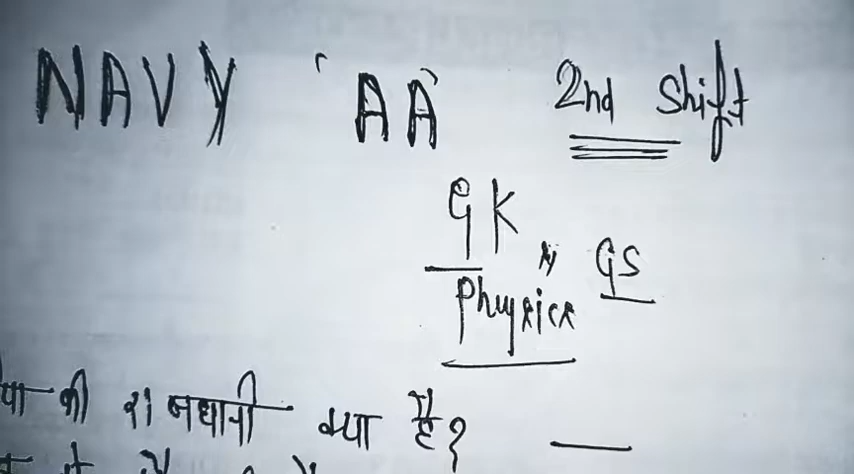 NAVY 'AA' 2nd Shift
GK, GS
Physics
की राजधानी क्या है?